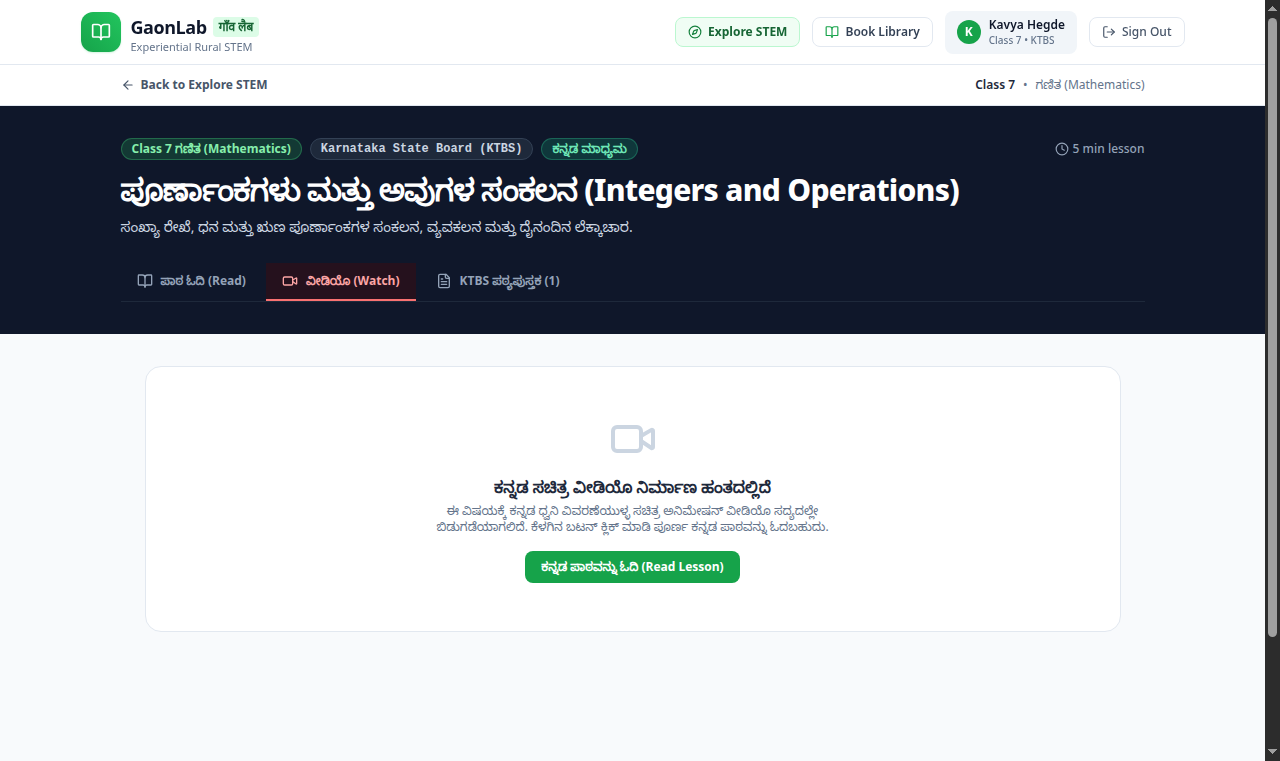 GaonLab गाँव लैब
Experiential Rural STEM
Explore STEM
Book Library
K
Kavya Hegde
Class 7 • KTBS
Sign Out
Back to Explore STEM
Class 7 • ಗಣಿತ (Mathematics)
Class 7 ಗಣಿತ (Mathematics)
Karnataka State Board (KTBS)
ಕನ್ನಡ ಮಾಧ್ಯಮ
5 min lesson
ಪೂರ್ಣಾಂಕಗಳು ಮತ್ತು ಅವುಗಳ ಸಂಕಲನ (Integers and Operations)
ಸಂಖ್ಯಾ ರೇಖೆ, ಧನ ಮತ್ತು ಋಣ ಪೂರ್ಣಾಂಕಗಳ ಸಂಕಲನ, ವ್ಯವಕಲನ ಮತ್ತು ದೈನಂದಿನ ಲೆಕ್ಕಾಚಾರ.
ಪಾಠ ಓದಿ (Read)
ವೀಡಿಯೊ (Watch)
KTBS ಪಠ್ಯಪುಸ್ತಕ (1)
ಕನ್ನಡ ಸಚಿತ್ರ ವೀಡಿಯೊ ನಿರ್ಮಾಣ ಹಂತದಲ್ಲಿದೆ
ಈ ವಿಷಯಕ್ಕೆ ಕನ್ನಡ ಧ್ವನಿ ವಿವರಣೆಯುಳ್ಳ ಸಚಿತ್ರ ಅನಿಮೇಷನ್ ವೀಡಿಯೊ ಸದ್ಯದಲ್ಲೇ
ಬಿಡುಗಡೆಯಾಗಲಿದೆ. ಕೆಳಗಿನ ಬಟನ್ ಕ್ಲಿಕ್ ಮಾಡಿ ಪೂರ್ಣ ಕನ್ನಡ ಪಾಠವನ್ನು ಓದಬಹುದು.
ಕನ್ನಡ ಪಾಠವನ್ನು ಓದಿ (Read Lesson)